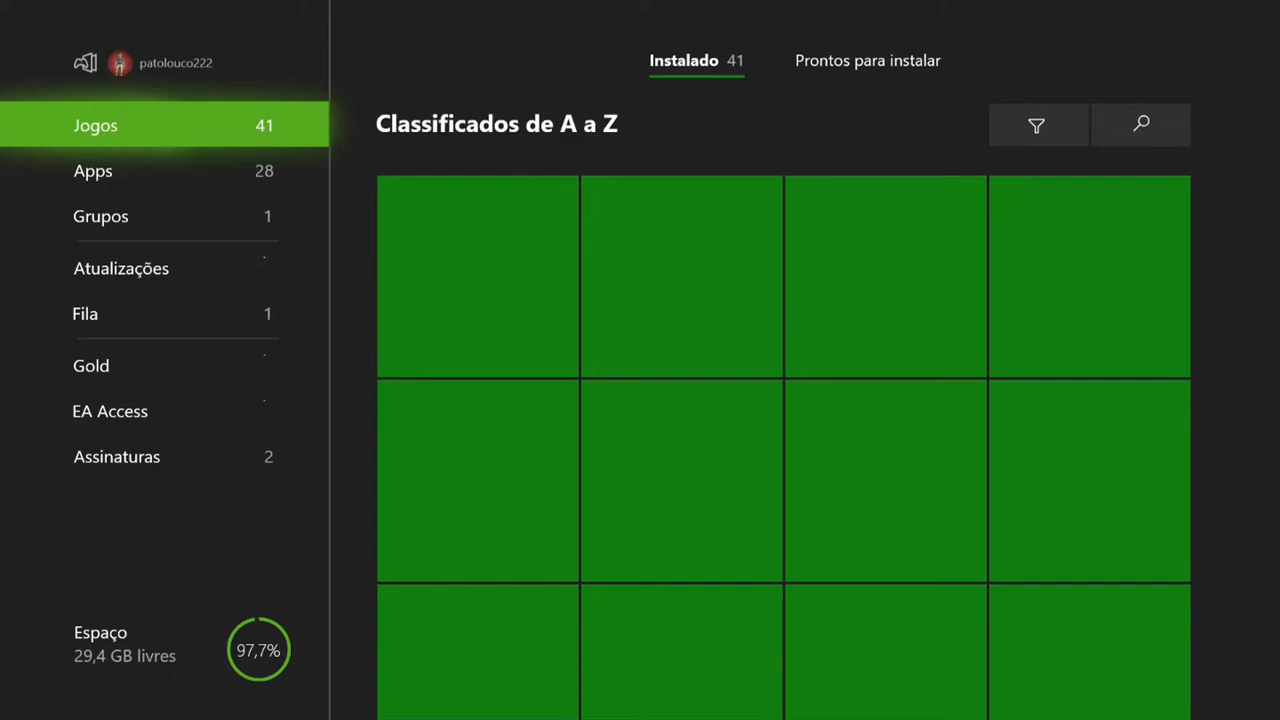 patolouco222
Jogos 41
Apps 28
Grupos 1
Atualizações
Fila 1
Gold
EA Access
Assinaturas 2
Espaço
29,4 GB livres
97,7%
Instalado 41 Prontos para instalar
Classificados de A a Z